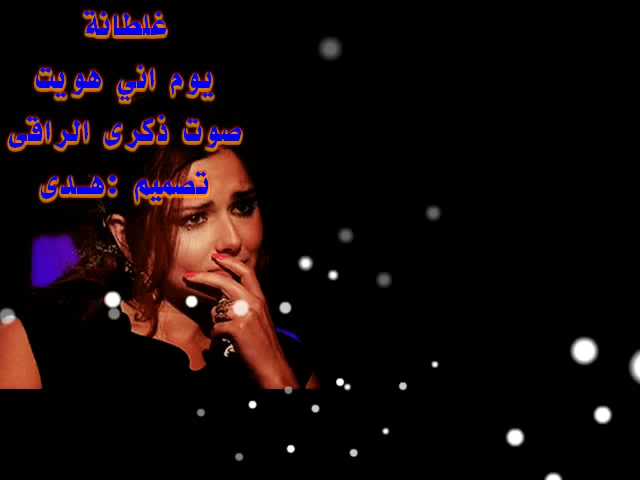 غلطانة
يوم اني هويت
صوت ذكرى الراقى
تصميم :هـدى